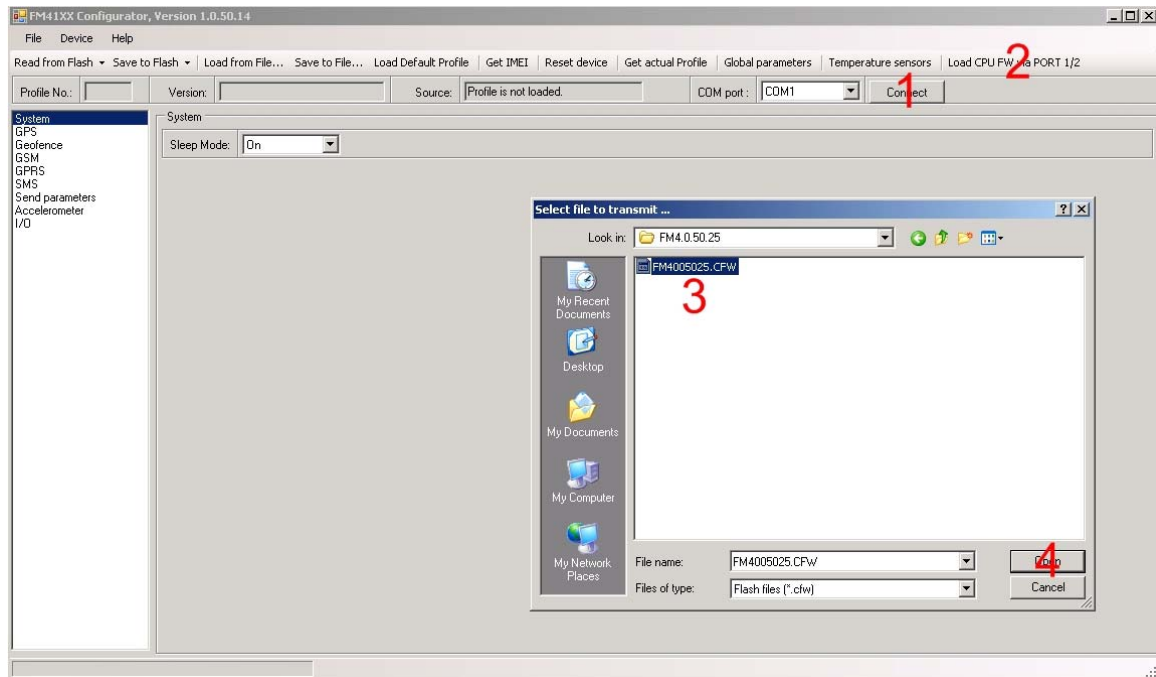 FM41XX Configurator, Version 1.0.50.14
File Device Help
Read from Flash Save to Flash Load from File... Save to File... Load Default Profile Get IMEI Reset device Get actual Profile Global parameters Temperature sensors Load CPU FW via PORT 1/2
2
Profile No.: Version: Source: Profile is not loaded. COM port : COM1 Connect
1
System
GPS
Geofence
GSM
GPRS
SMS
Send parameters
Accelerometer
I/O
System
Sleep Mode: On
Select file to transmit ...
Look in: FM4.0.50.25
My Recent
Documents
Desktop
My Documents
My Computer
My Network
Places
FM4005025.CFW
3
File name: FM4005025.CFW Open
4
Files of type: Flash files (*.cfw) Cancel